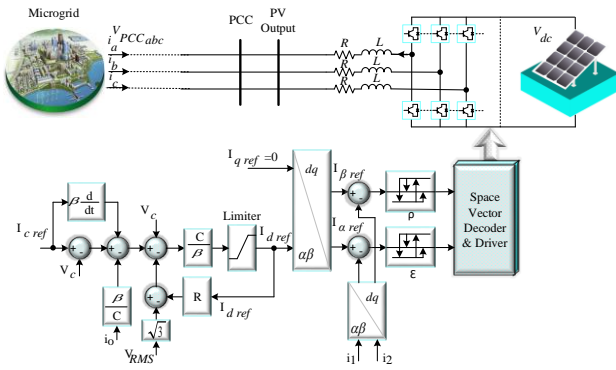 Microgrid
i V PCC abc
a
i b
i c
PCC
PV
Output
R
L
R
L
R
L
V dc
I q ref =0
dq
αβ
I β ref
I α ref
ρ
ε
Space
Vector
Decoder
& Driver
β d
dt
V c
Limiter
I c ref
V c
C
β
I d ref
β
C
R
I d ref
i o
√3
V RMS
dq
αβ
i1
i2